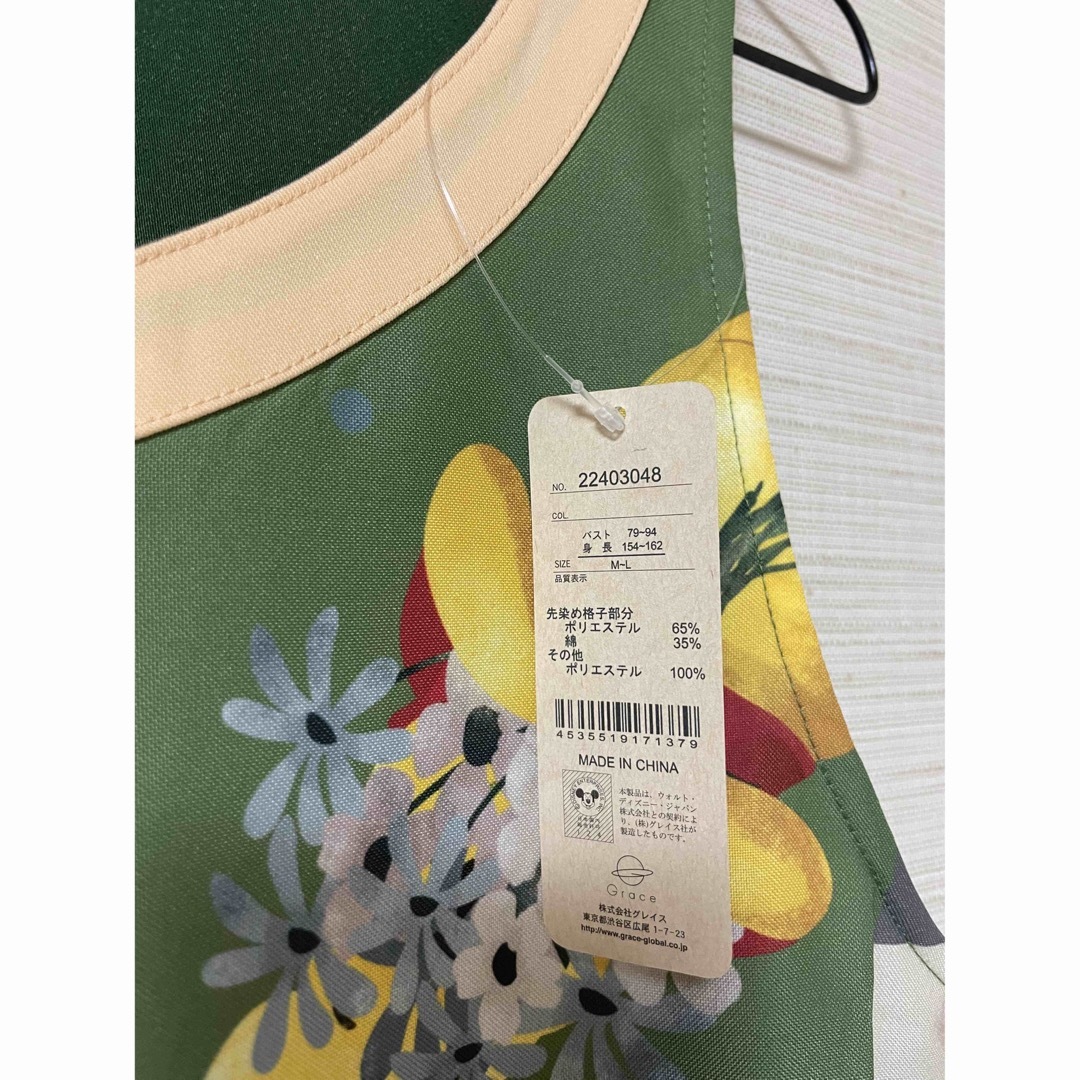 NO. 22403048
COL.
バスト 79~94
身 長 154~162
SIZE M~L
品質表示
先染め格子部分
ポリエステル 65%
綿 35%
その他
ポリエステル 100%
4535519171379
MADE IN CHINA
本製品は、ウォルト・
ディズニー・ジャパン
株式会社との契約によ
り、(株)グレイス社が
製造したものです。
Grace
株式会社グレイス
東京都渋谷区広尾 1-7-23
http://www.grace-global.co.jp